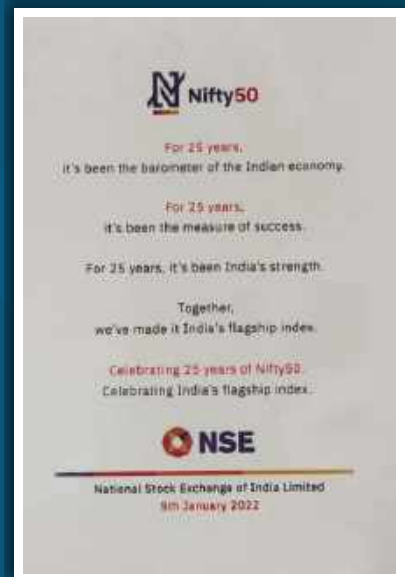 Nifty50
For 25 years,
it's been the barometer of the Indian economy.
For 25 years,
it's been the measure of success.
For 25 years, it's been India's strength.
Together,
we've made it India's flagship index.
Celebrating 25 years of Nifty50.
Celebrating India's flagship index.
NSE
National Stock Exchange of India Limited
9th January 2022